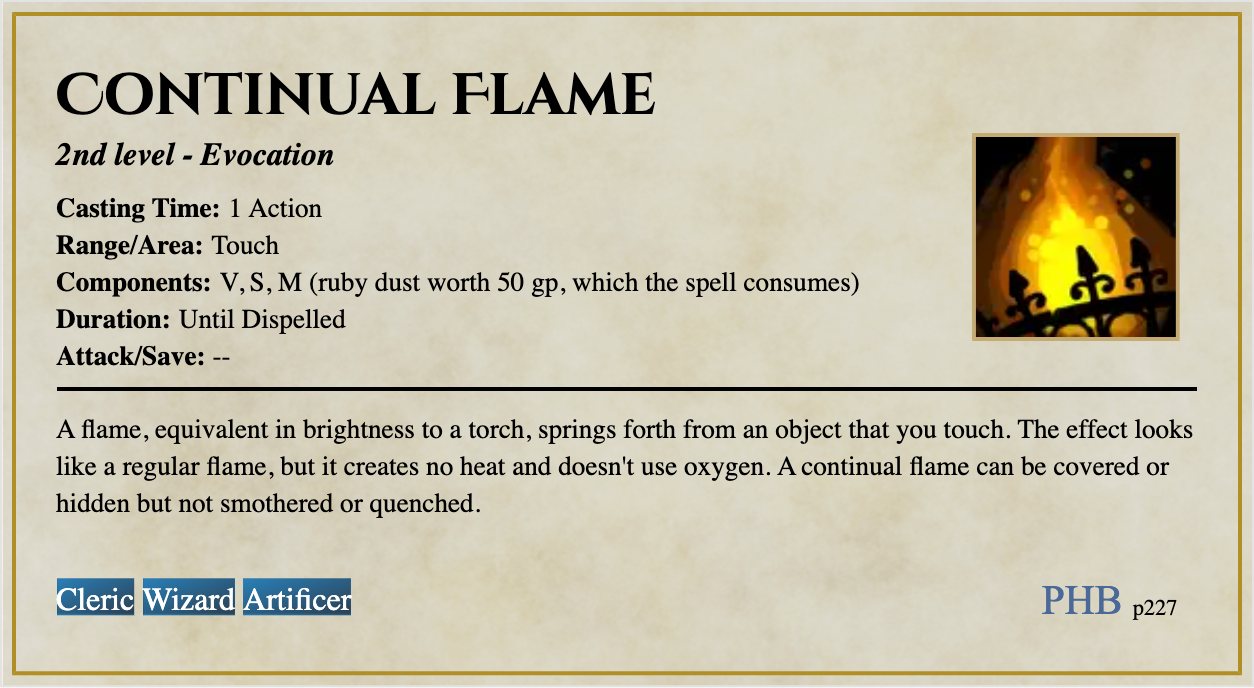 Continual Flame
2nd level - Evocation
Casting Time: 1 Action
Range/Area: Touch
Components: V, S, M (ruby dust worth 50 gp, which the spell consumes)
Duration: Until Dispelled
Attack/Save: --
A flame, equivalent in brightness to a torch, springs forth from an object that you touch. The effect looks
like a regular flame, but it creates no heat and doesn't use oxygen. A continual flame can be covered or
hidden but not smothered or quenched.
Cleric Wizard Artificer
PHB p227